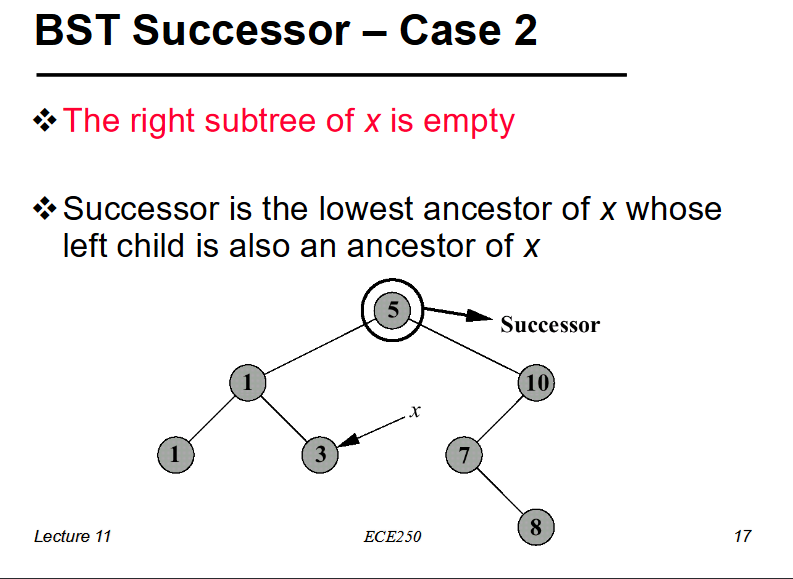 BST Successor – Case 2
❖ The right subtree of x is empty
❖ Successor is the lowest ancestor of x whose
left child is also an ancestor of x
5
Successor
1
10
x
1
3
7
8
Lecture 11
ECE250
17